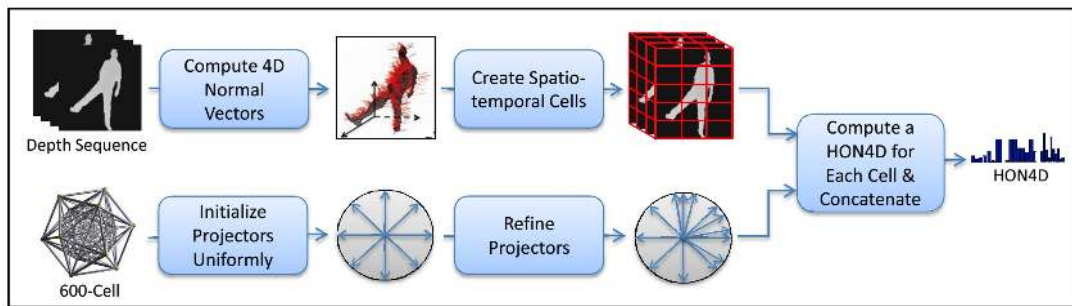 Compute 4D
Normal
Vectors
Create Spatio-
temporal Cells
Depth Sequence
Compute a
HON4D for
Each Cell &
Concatenate
HON4D
Initialize
Projectors
Uniformly
Refine
Projectors
600-Cell